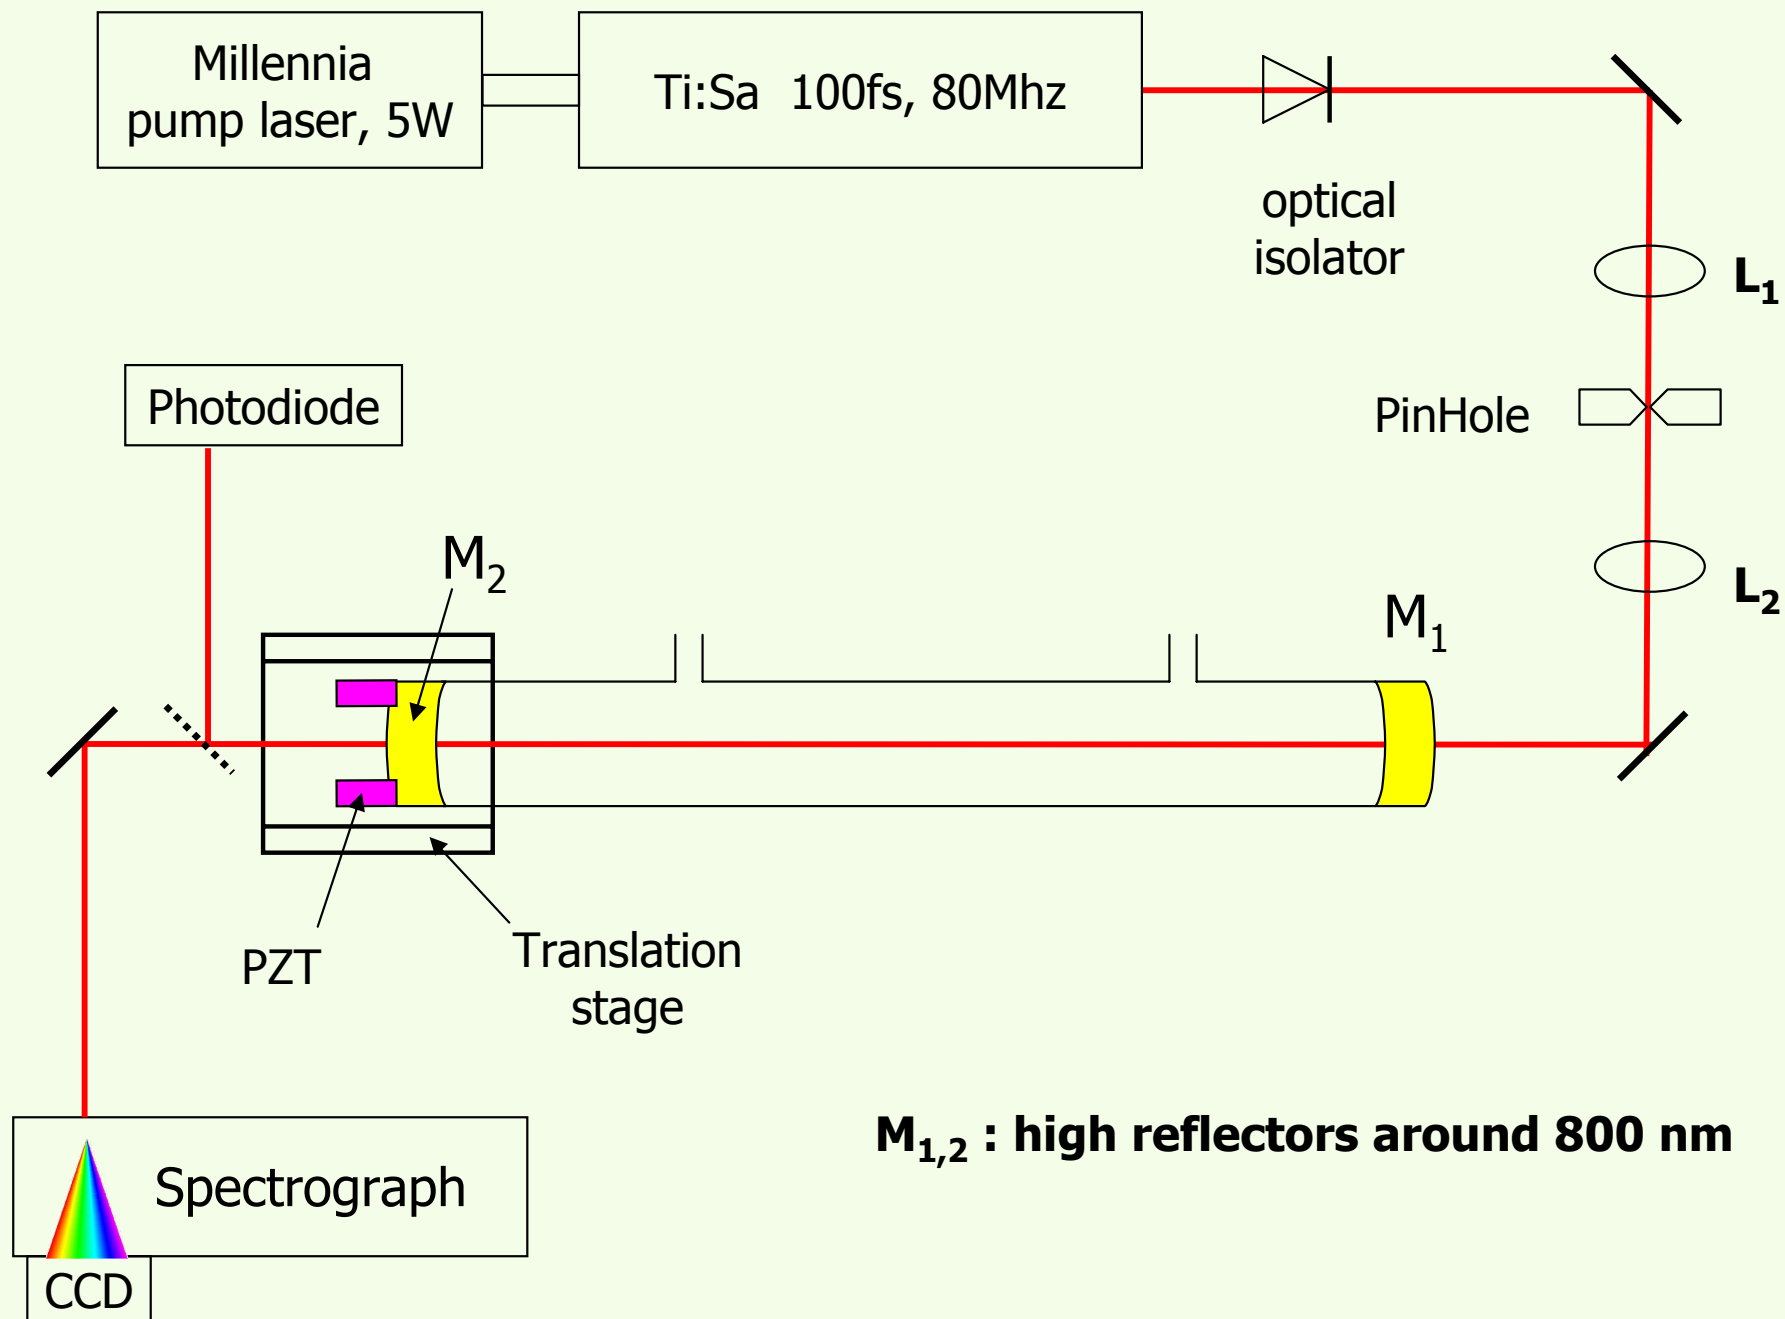 Millennia
pump laser, 5W
Ti:Sa 100fs, 80Mhz
optical
isolator
L1
Photodiode
PinHole
M2
L2
M1
PZT
Translation
stage
M1,2 : high reflectors around 800 nm
Spectrograph
CCD